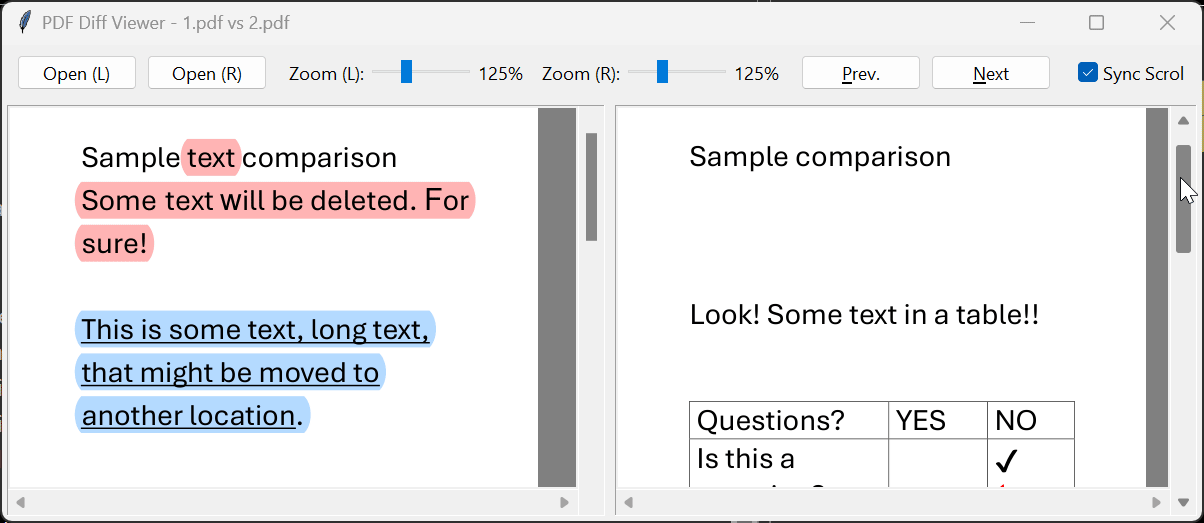 PDF Diff Viewer - 1.pdf vs 2.pdf
Open (L) Open (R) Zoom (L): 125% Zoom (R): 125% Prev. Next Sync Scrol
Sample text comparison
Some text will be deleted. For
sure!
This is some text, long text,
that might be moved to
another location.
Sample comparison
Look! Some text in a table!!
Questions? YES NO
Is this a ✓